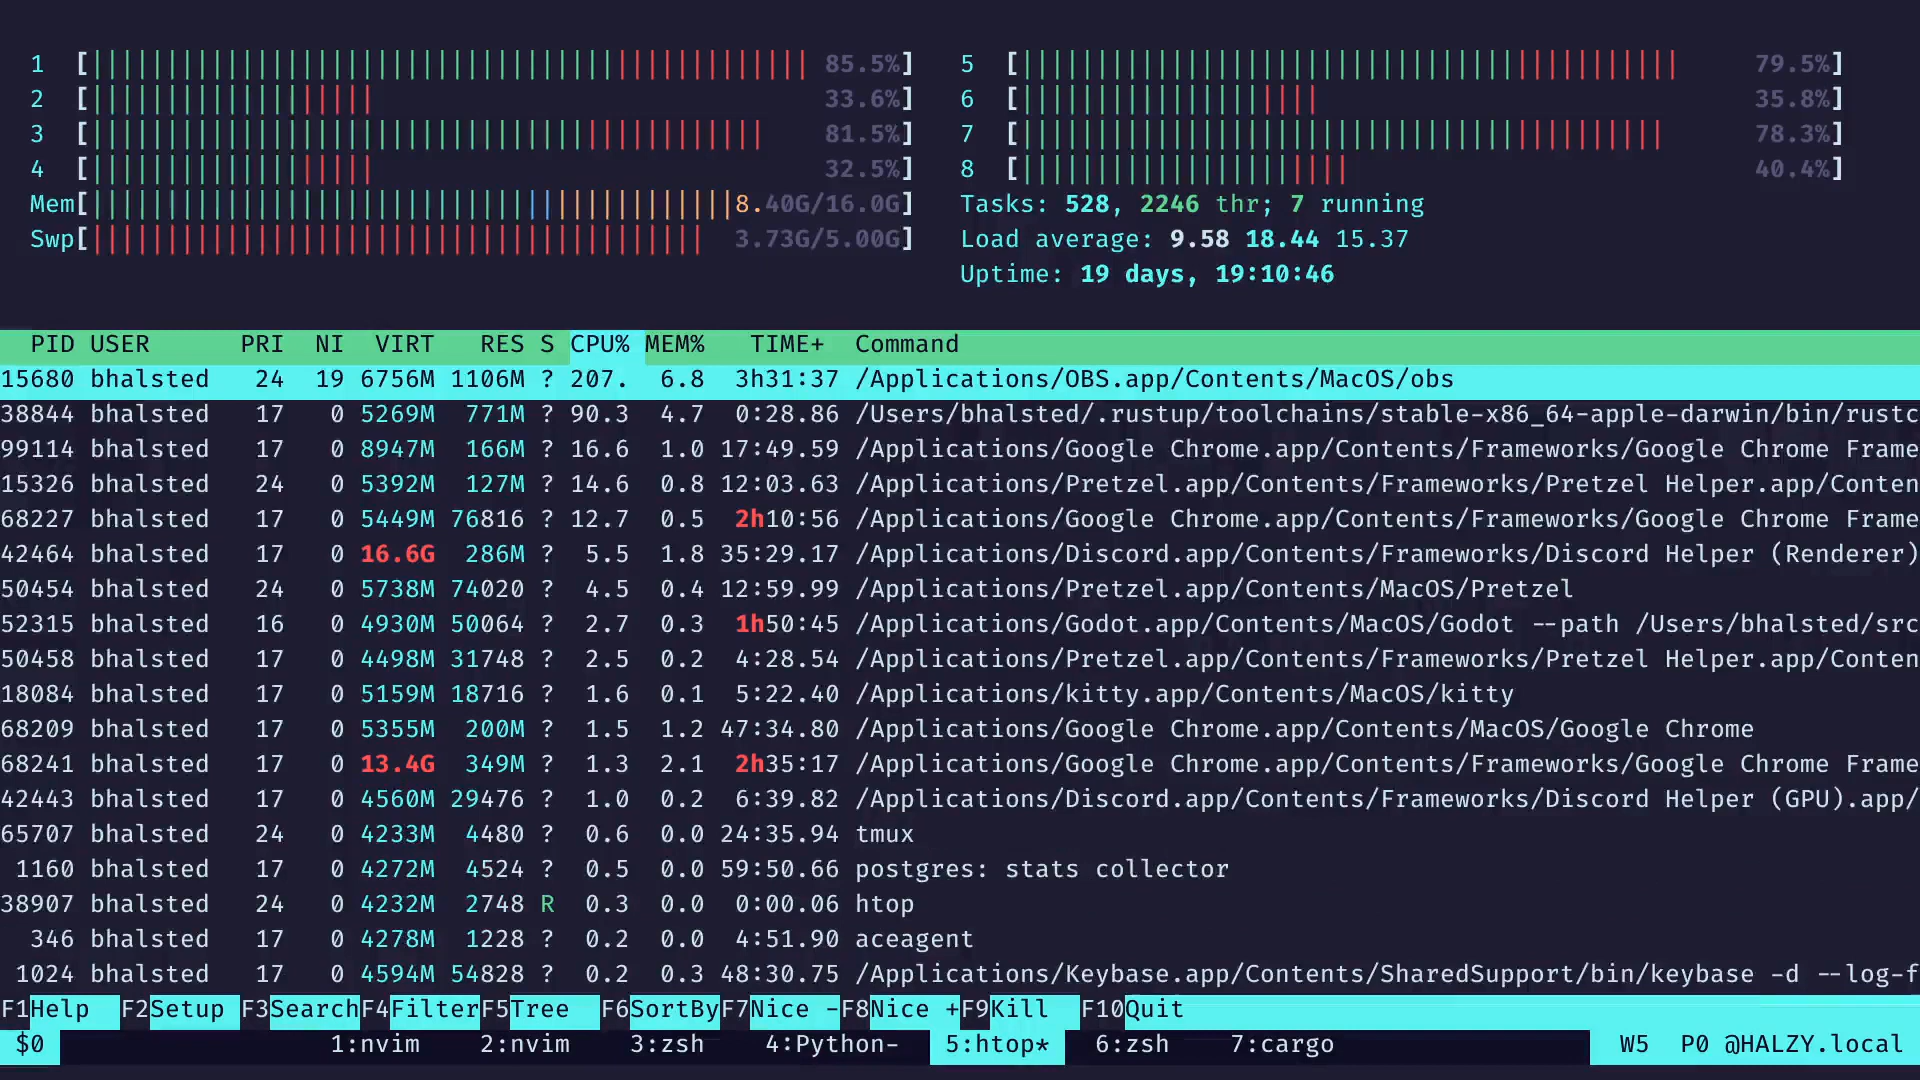 1 [ 85.5%] 5 [ 79.5%]
2 [ 33.6%] 6 [ 35.8%]
3 [ 81.5%] 7 [ 78.3%]
4 [ 32.5%] 8 [ 40.4%]
Mem[ 8.40G/16.0G] Tasks: 528, 2246 thr; 7 running
Swp[ 3.73G/5.00G] Load average: 9.58 18.44 15.37
Uptime: 19 days, 19:10:46
PID USER PRI NI VIRT RES S CPU% MEM% TIME+ Command
15680 bhalsted 24 19 6756M 1106M ? 207. 6.8 3h31:37 /Applications/OBS.app/Contents/MacOS/obs
38844 bhalsted 17 0 5269M 771M ? 90.3 4.7 0:28.86 /Users/bhalsted/.rustup/toolchains/stable-x86_64-apple-darwin/bin/rustc
99114 bhalsted 17 0 8947M 166M ? 16.6 1.0 17:49.59 /Applications/Google Chrome.app/Contents/Frameworks/Google Chrome Frame
15326 bhalsted 24 0 5392M 127M ? 14.6 0.8 12:03.63 /Applications/Pretzel.app/Contents/Frameworks/Pretzel Helper.app/Conten
68227 bhalsted 17 0 5449M 76816 ? 12.7 0.5 2h10:56 /Applications/Google Chrome.app/Contents/Frameworks/Google Chrome Frame
42464 bhalsted 17 0 16.6G 286M ? 5.5 1.8 35:29.17 /Applications/Discord.app/Contents/Frameworks/Discord Helper (Renderer)
50454 bhalsted 24 0 5738M 74020 ? 4.5 0.4 12:59.99 /Applications/Pretzel.app/Contents/MacOS/Pretzel
52315 bhalsted 16 0 4930M 50064 ? 2.7 0.3 1h50:45 /Applications/Godot.app/Contents/MacOS/Godot --path /Users/bhalsted/src
50458 bhalsted 17 0 4498M 31748 ? 2.5 0.2 4:28.54 /Applications/Pretzel.app/Contents/Frameworks/Pretzel Helper.app/Conten
18084 bhalsted 17 0 5159M 18716 ? 1.6 0.1 5:22.40 /Applications/kitty.app/Contents/MacOS/kitty
68209 bhalsted 17 0 5355M 200M ? 1.5 1.2 47:34.80 /Applications/Google Chrome.app/Contents/MacOS/Google Chrome
68241 bhalsted 17 0 13.4G 349M ? 1.3 2.1 2h35:17 /Applications/Google Chrome.app/Contents/Frameworks/Google Chrome Frame
42443 bhalsted 17 0 4560M 29476 ? 1.0 0.2 6:39.82 /Applications/Discord.app/Contents/Frameworks/Discord Helper (GPU).app/
65707 bhalsted 24 0 4233M 4480 ? 0.6 0.0 24:35.94 tmux
1160 bhalsted 17 0 4272M 4524 ? 0.5 0.0 59:50.66 postgres: stats collector
38907 bhalsted 24 0 4232M 2748 R 0.3 0.0 0:00.06 htop
346 bhalsted 17 0 4278M 1228 ? 0.2 0.0 4:51.90 aceagent
1024 bhalsted 17 0 4594M 54828 ? 0.2 0.3 48:30.75 /Applications/Keybase.app/Contents/SharedSupport/bin/keybase -d --log-f
F1Help F2Setup F3SearchF4FilterF5Tree F6SortByF7Nice -F8Nice +F9Kill F10Quit
$0 1:nvim 2:nvim 3:zsh 4:Python- 5:htop* 6:zsh 7:cargo W5 P0 @HALZY.local